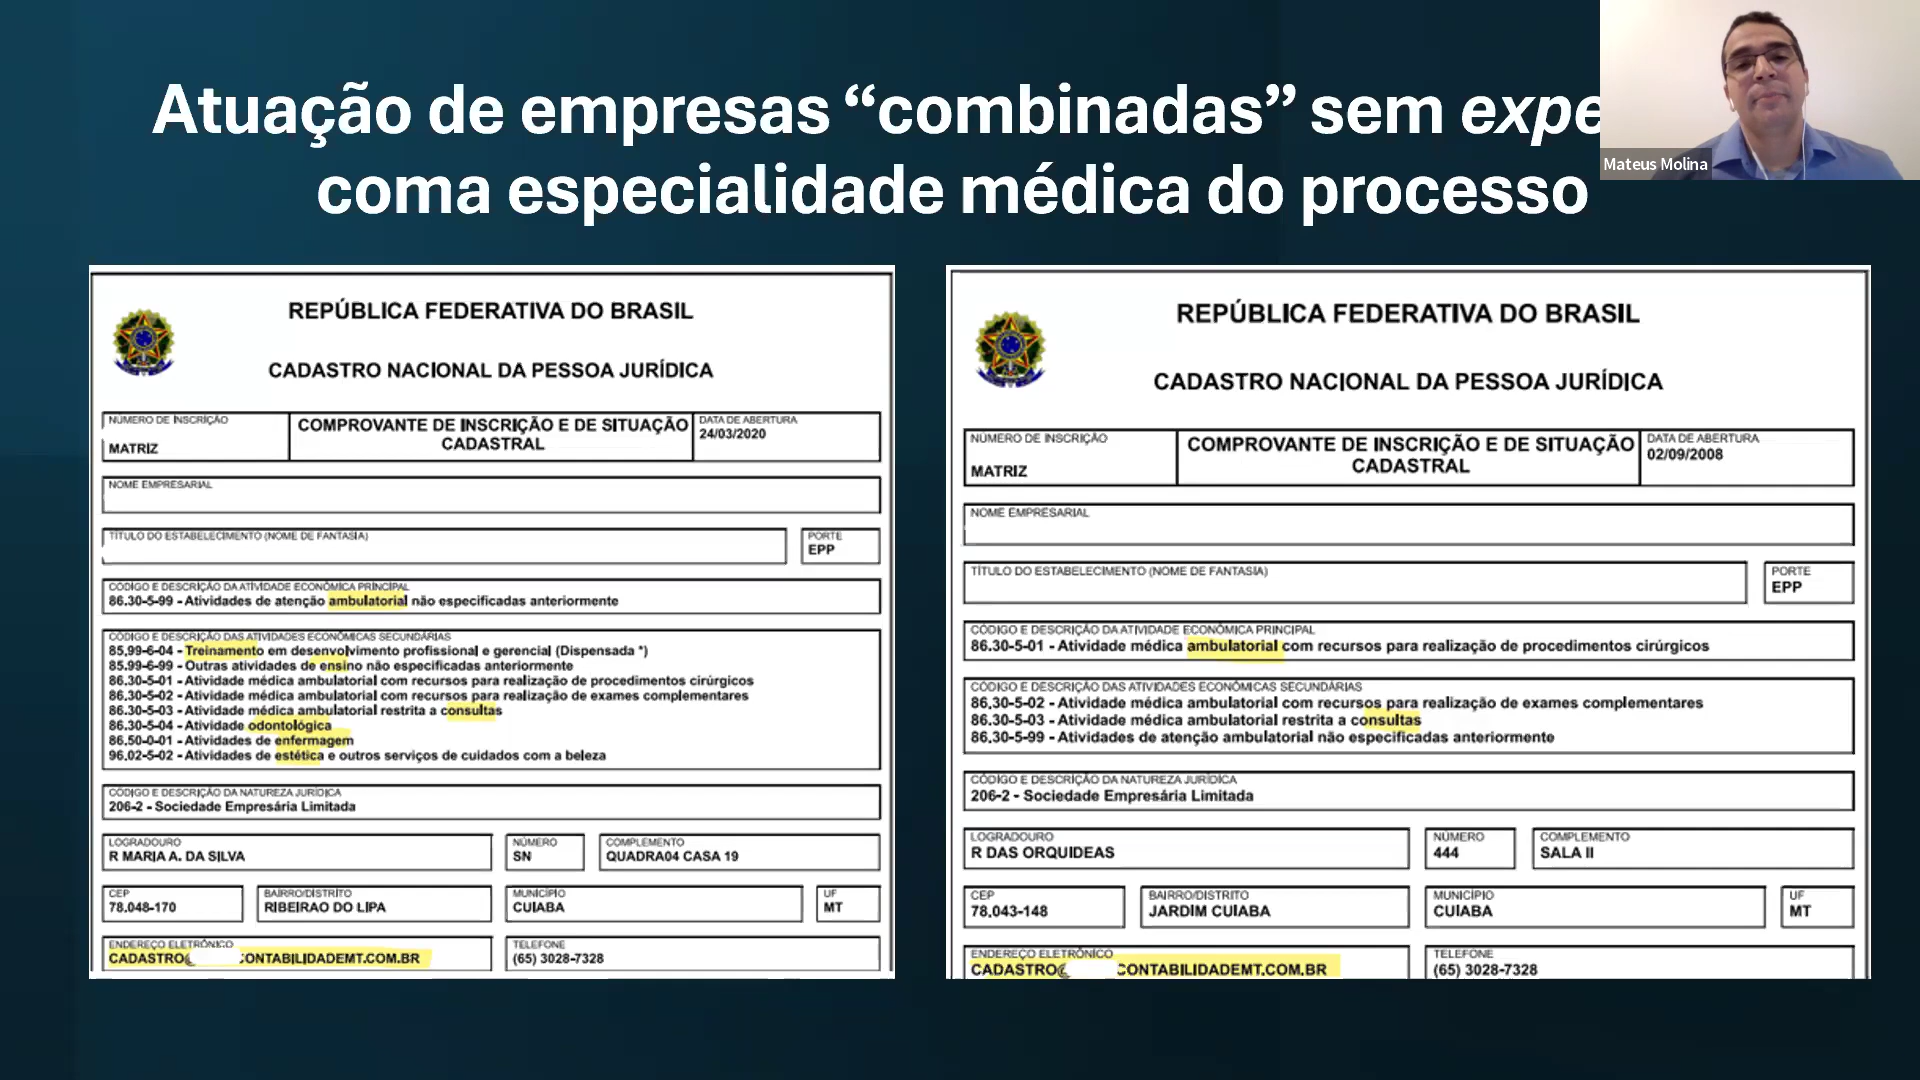 Atuação de empresas “combinadas” sem expe
coma especialidade médica do processo
Mateus Molina
REPÚBLICA FEDERATIVA DO BRASIL
CADASTRO NACIONAL DA PESSOA JURÍDICA
NÚMERO DE INSCRIÇÃO
MATRIZ
COMPROVANTE DE INSCRIÇÃO E DE SITUAÇÃO
CADASTRAL
DATA DE ABERTURA
24/03/2020
NOME EMPRESARIAL
TÍTULO DO ESTABELECIMENTO (NOME DE FANTASIA)
PORTE
EPP
CÓDIGO E DESCRIÇÃO DA ATIVIDADE ECONÔMICA PRINCIPAL
86.30-5-99 - Atividades de atenção ambulatorial não especificadas anteriormente
CÓDIGO E DESCRIÇÃO DAS ATIVIDADES ECONÔMICAS SECUNDÁRIAS
85.99-6-04 - Treinamento em desenvolvimento profissional e gerencial (Dispensada *)
85.99-6-99 - Outras atividades de ensino não especificadas anteriormente
86.30-5-01 - Atividade médica ambulatorial com recursos para realização de procedimentos cirúrgicos
86.30-5-02 - Atividade médica ambulatorial com recursos para realização de exames complementares
86.30-5-03 - Atividade médica ambulatorial restrita a consultas
86.30-5-04 - Atividade odontológica
86.50-0-01 - Atividades de enfermagem
96.02-5-02 - Atividades de estética e outros serviços de cuidados com a beleza
CÓDIGO E DESCRIÇÃO DA NATUREZA JURÍDICA
206-2 - Sociedade Empresária Limitada
LOGRADOURO
R MARIA A. DA SILVA
NÚMERO
SN
COMPLEMENTO
QUADRA04 CASA 19
CEP
78.048-170
BAIRRO/DISTRITO
RIBEIRAO DO LIPA
MUNICÍPIO
CUIABA
UF
MT
ENDEREÇO ELETRÔNICO
CADASTRO@ CONTABILIDADEMT.COM.BR
TELEFONE
(65) 3028-7328
REPÚBLICA FEDERATIVA DO BRASIL
CADASTRO NACIONAL DA PESSOA JURÍDICA
NÚMERO DE INSCRIÇÃO
MATRIZ
COMPROVANTE DE INSCRIÇÃO E DE SITUAÇÃO
CADASTRAL
DATA DE ABERTURA
02/09/2008
NOME EMPRESARIAL
TÍTULO DO ESTABELECIMENTO (NOME DE FANTASIA)
PORTE
EPP
CÓDIGO E DESCRIÇÃO DA ATIVIDADE ECONÔMICA PRINCIPAL
86.30-5-01 - Atividade médica ambulatorial com recursos para realização de procedimentos cirúrgicos
CÓDIGO E DESCRIÇÃO DAS ATIVIDADES ECONÔMICAS SECUNDÁRIAS
86.30-5-02 - Atividade médica ambulatorial com recursos para realização de exames complementares
86.30-5-03 - Atividade médica ambulatorial restrita a consultas
86.30-5-99 - Atividades de atenção ambulatorial não especificadas anteriormente
CÓDIGO E DESCRIÇÃO DA NATUREZA JURÍDICA
206-2 - Sociedade Empresária Limitada
LOGRADOURO
R DAS ORQUIDEAS
NÚMERO
444
COMPLEMENTO
SALA II
CEP
78.043-148
BAIRRO/DISTRITO
JARDIM CUIABA
MUNICÍPIO
CUIABA
UF
MT
ENDEREÇO ELETRÔNICO
CADASTRO@ CONTABILIDADEMT.COM.BR
TELEFONE
(65) 3028-7328